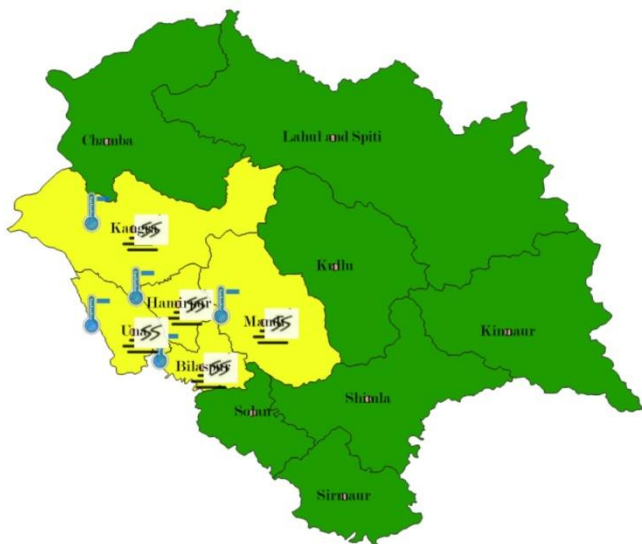 Chamba
Lahul and Spiti
Kangra
Kullu
Hamirpur
Mandi
Una
Kinnaur
Bilaspur
Shimla
Solan
Sirmaur